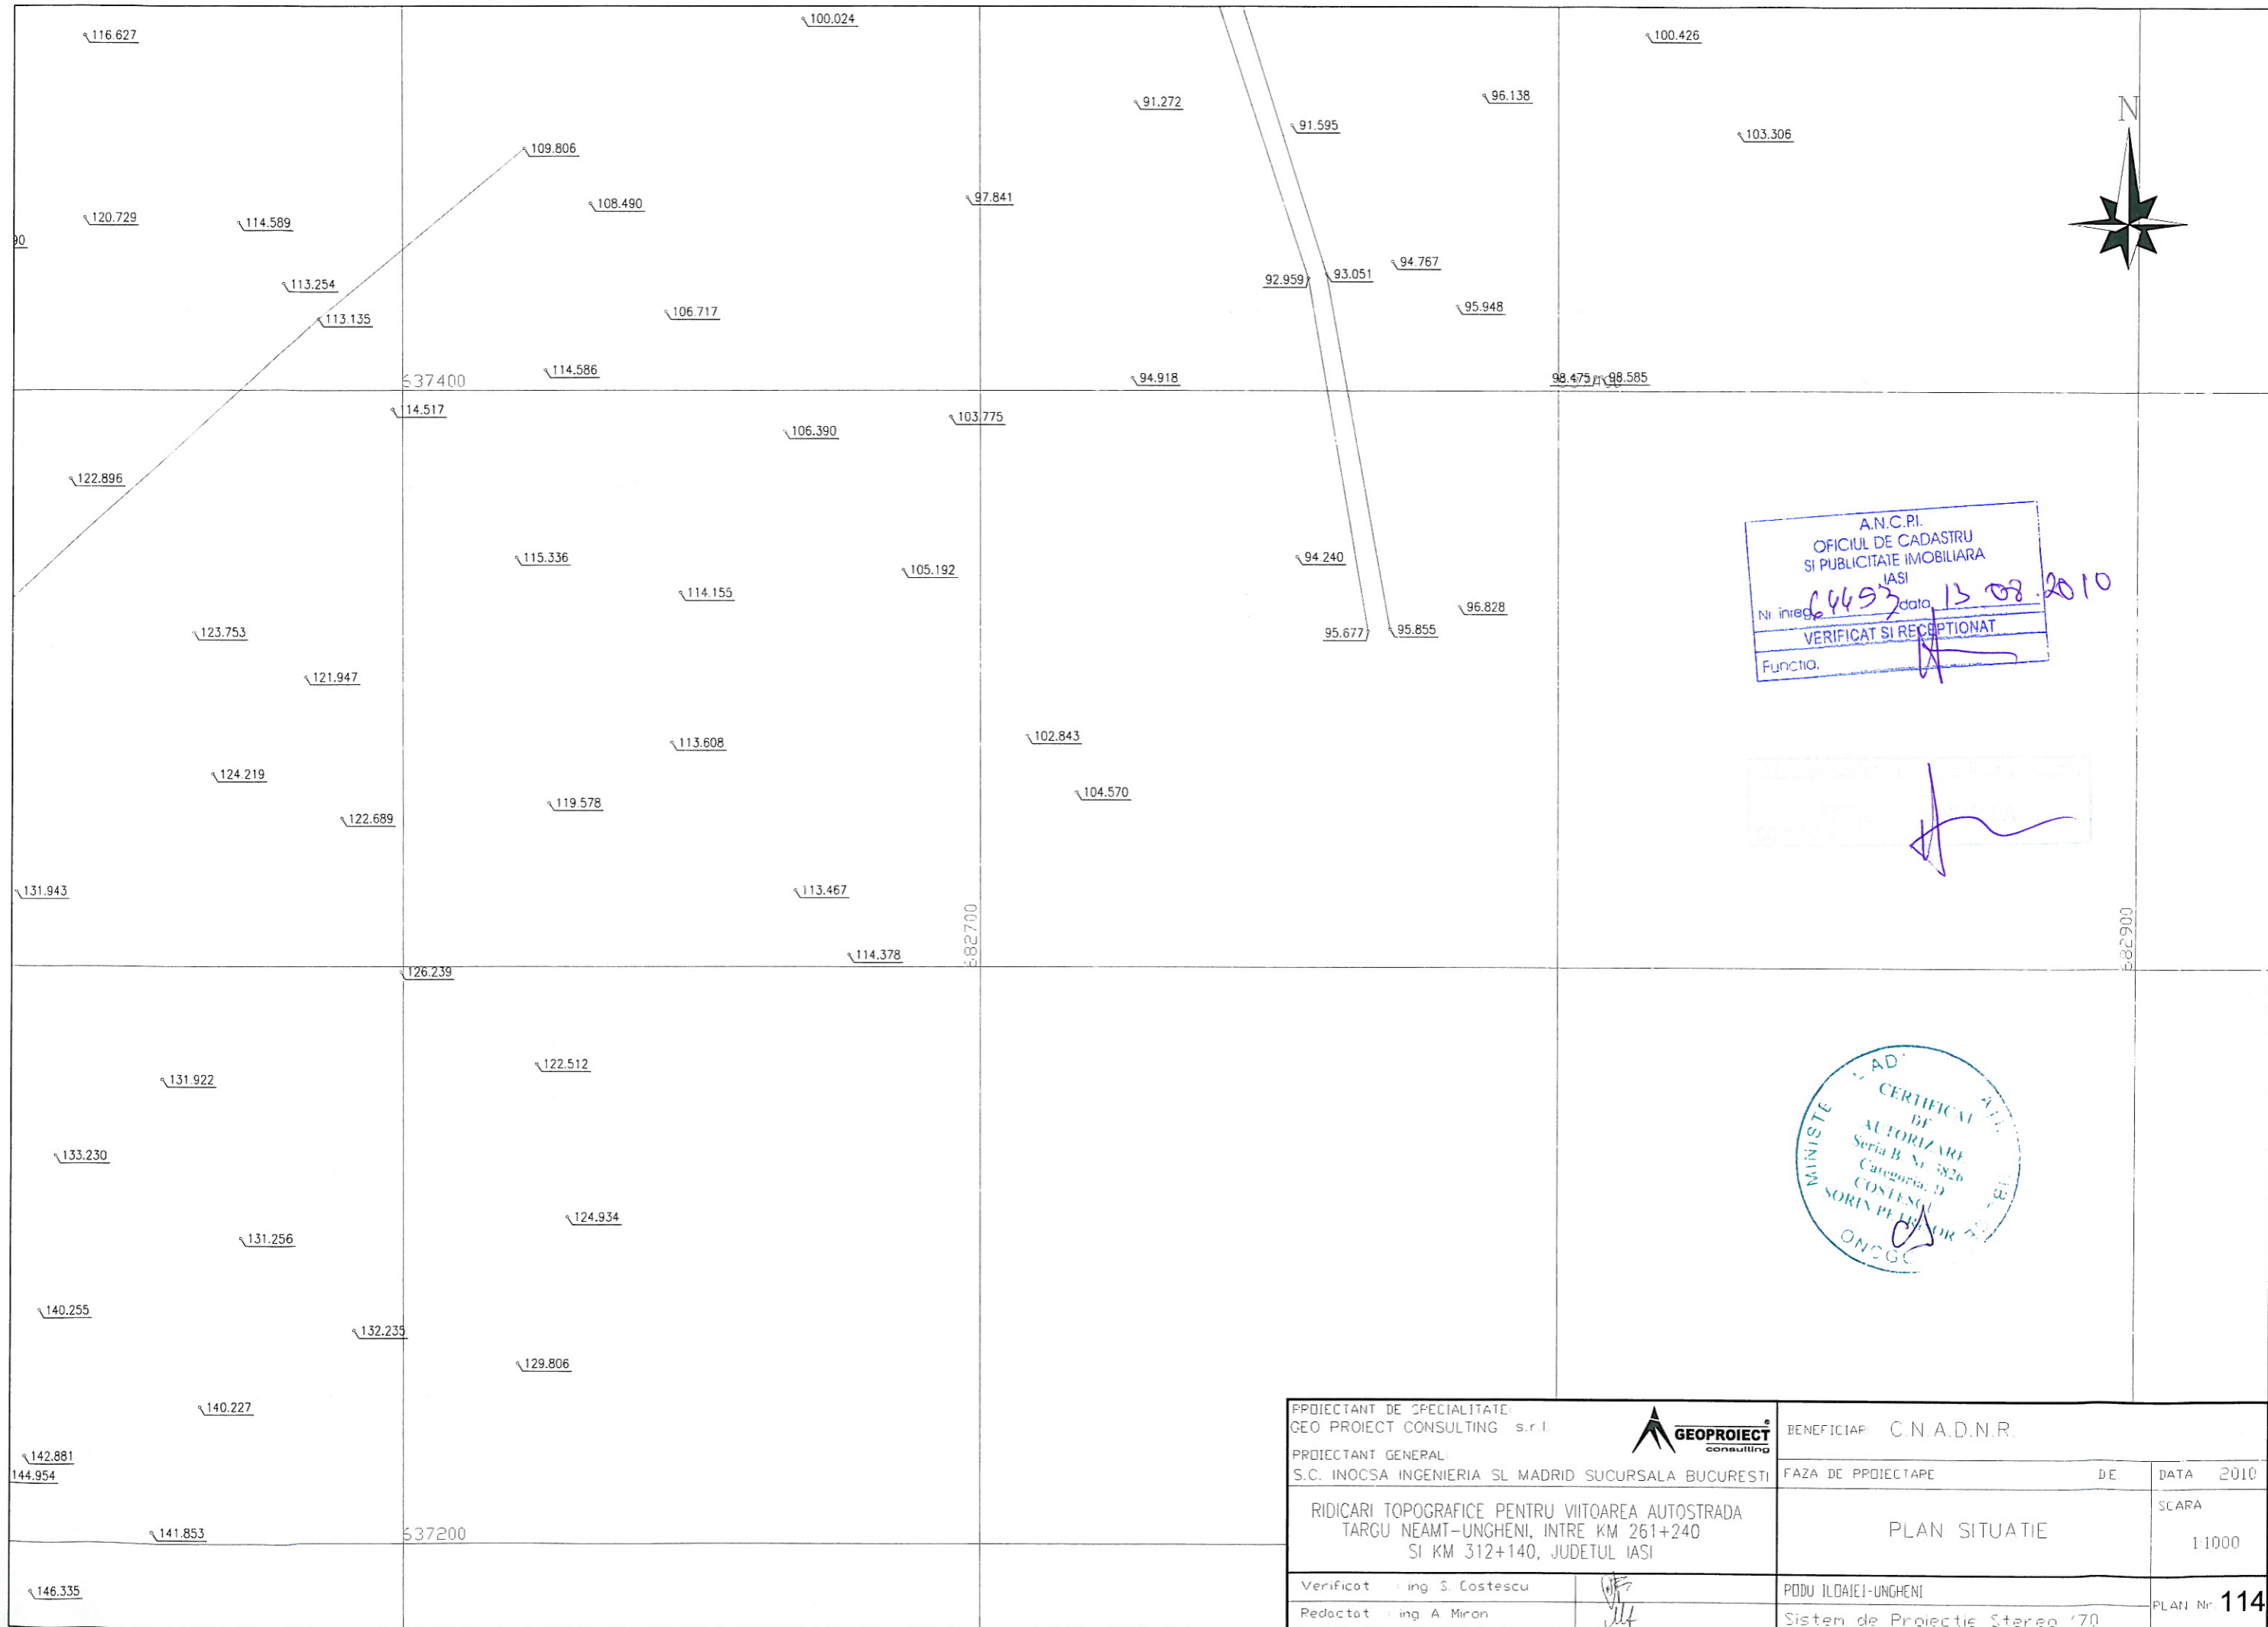 100.024
116.627
100.426
91.272
96.138
91.595
103.306
N
109.806
108.490
97.841
120.729
114.589
90
113.254
94.767
92.959
93.051
113.135
106.717
95.948
114.586
637400
94.918
98.475
98.585
114.517
103.775
106.390
122.896
115.336
105.192
94.240
114.155
96.828
123.753
95.677
95.855
121.947
A.N.C.P.I.
OFICIUL DE CADASTRU
SI PUBLICITATE IMOBILIARA
IASI
Nr. inreg. 64493 data 13 08.2010
VERIFICAT SI RECEPTIONAT
Functia.
113.608
102.843
124.219
119.578
104.570
122.689
131.943
113.467
682700
682900
114.378
126.239
131.922
122.512
133.230
124.934
131.256
CERTIFICAT
DE
AUTORIZARE
Seria B. Nr.
Categoria: D
COSTESCU
SORIN
MINISTE
140.255
132.235
129.806
140.227
142.881
144.954
141.853
637200
146.335
PROIECTANT DE SPECIALITATE:
GEO PROIECT CONSULTING s.r.l.
GEOPROIECT
consulting
PROIECTANT GENERAL:
S.C. INOCSA INGENIERIA SL MADRID SUCURSALA BUCURESTI
BENEFICIAR: C.N.A.D.N.R.
FAZA DE PROIECTARE DE DATA 2010
RIDICARI TOPOGRAFICE PENTRU VIITOAREA AUTOSTRADA
TARGU NEAMT-UNGHENI, INTRE KM 261+240
SI KM 312+140, JUDETUL IASI
PLAN SITUATIE
SCARA
1:1000
Verificat : ing. S. Costescu
Redactat : ing A. Miron
PODU ILOAIEI-UNGHENI
Sistem de Proiectie Stereo '70
PLAN Nr. 114